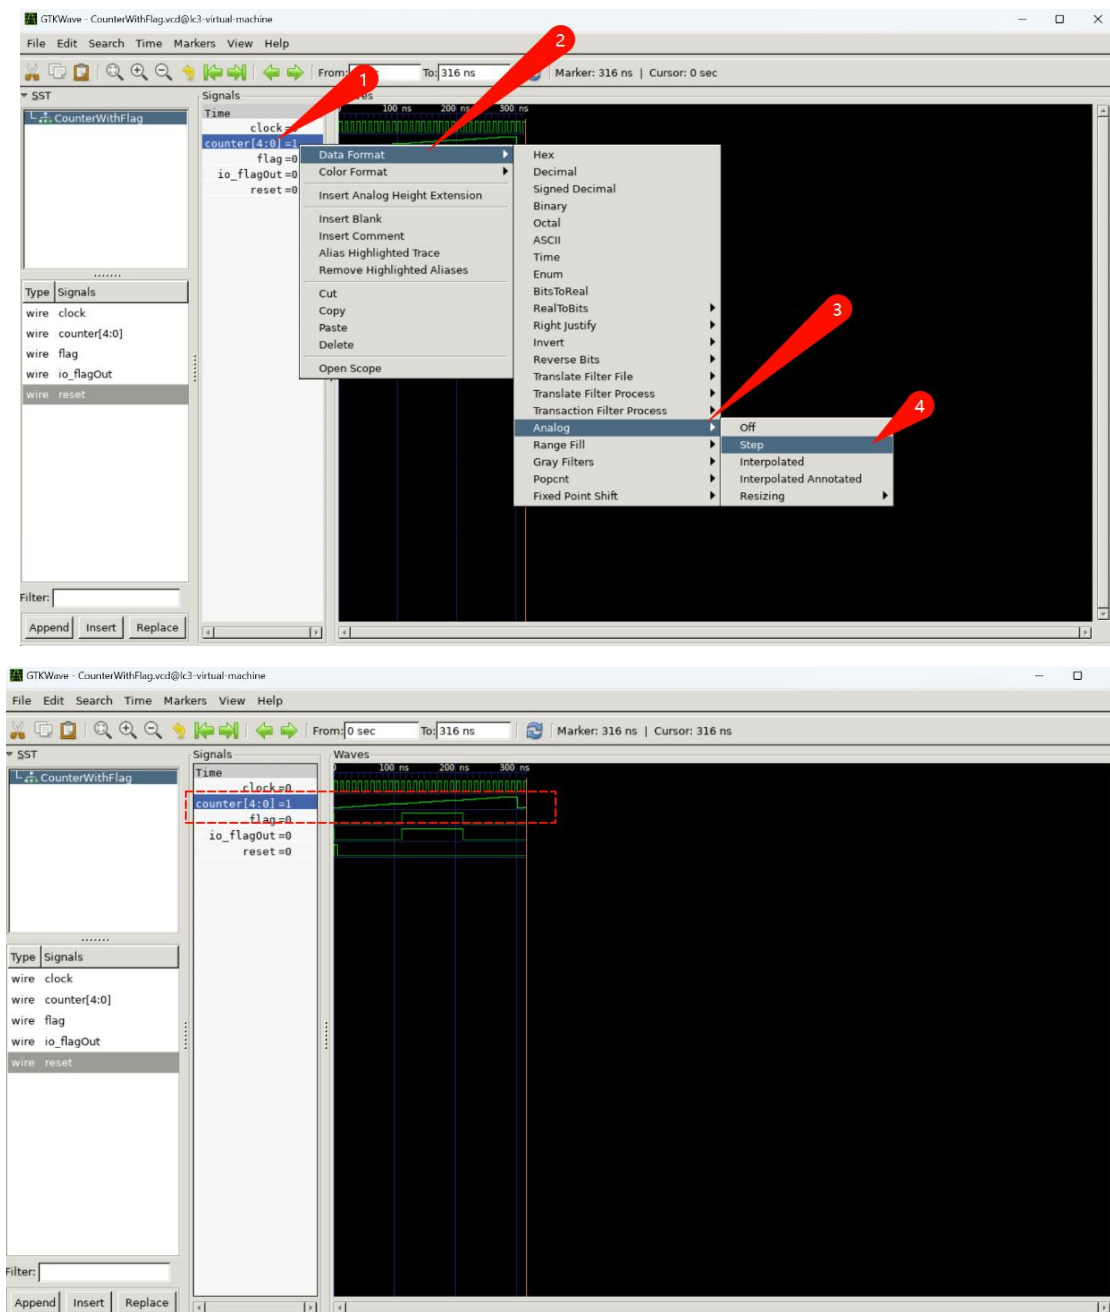 GTKWave - CounterWithFlag.vcd@lc3-virtual-machine
File Edit Search Time Markers View Help
From: To: 316 ns Marker: 316 ns | Cursor: 0 sec
1
2
SST
CounterWithFlag
Signals
Time
100 ns 200 ns 300 ns
clock
counter[4:0] =1
flag =0
io_flagOut =0
reset =0
Data Format
Color Format
Insert Analog Height Extension
Insert Blank
Insert Comment
Alias Highlighted Trace
Remove Highlighted Aliases
Cut
Copy
Paste
Delete
Open Scope
Hex
Decimal
Signed Decimal
Binary
Octal
ASCII
Time
Enum
BitsToReal
RealToBits
Right Justify
Invert
Reverse Bits
Translate Filter File
Translate Filter Process
Transaction Filter Process
Analog
Range Fill
Gray Filters
Popcnt
Fixed Point Shift
3
4
Off
Step
Interpolated
Interpolated Annotated
Resizing
Type Signals
wire clock
wire counter[4:0]
wire flag
wire io_flagOut
wire reset
Filter:
Append Insert Replace
GTKWave - CounterWithFlag.vcd@lc3-virtual-machine
File Edit Search Time Markers View Help
From: 0 sec To: 316 ns Marker: 316 ns | Cursor: 316 ns
SST
CounterWithFlag
Signals
Time
clock =0
counter[4:0] =1
flag =0
io_flagOut =0
reset =0
Waves
100 ns 200 ns 300 ns
Type Signals
wire clock
wire counter[4:0]
wire flag
wire io_flagOut
wire reset
Filter:
Append Insert Replace